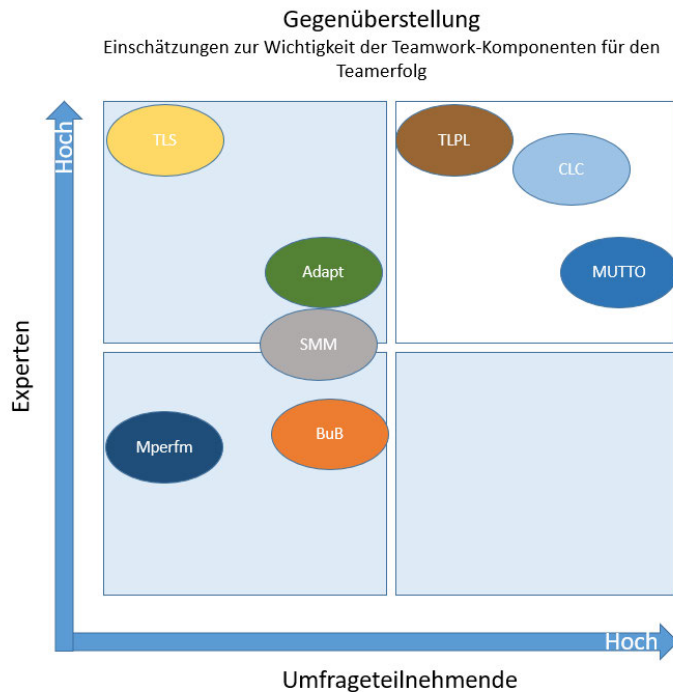 Gegenüberstellung
Einschätzungen zur Wichtigkeit der Teamwork-Komponenten für den
Teamerfolg
Hoch
TLS
TLPL
CLC
Adapt
MUTTO
SMM
Experten
BuB
Mperfm
Hoch
Umfrageteilnehmende